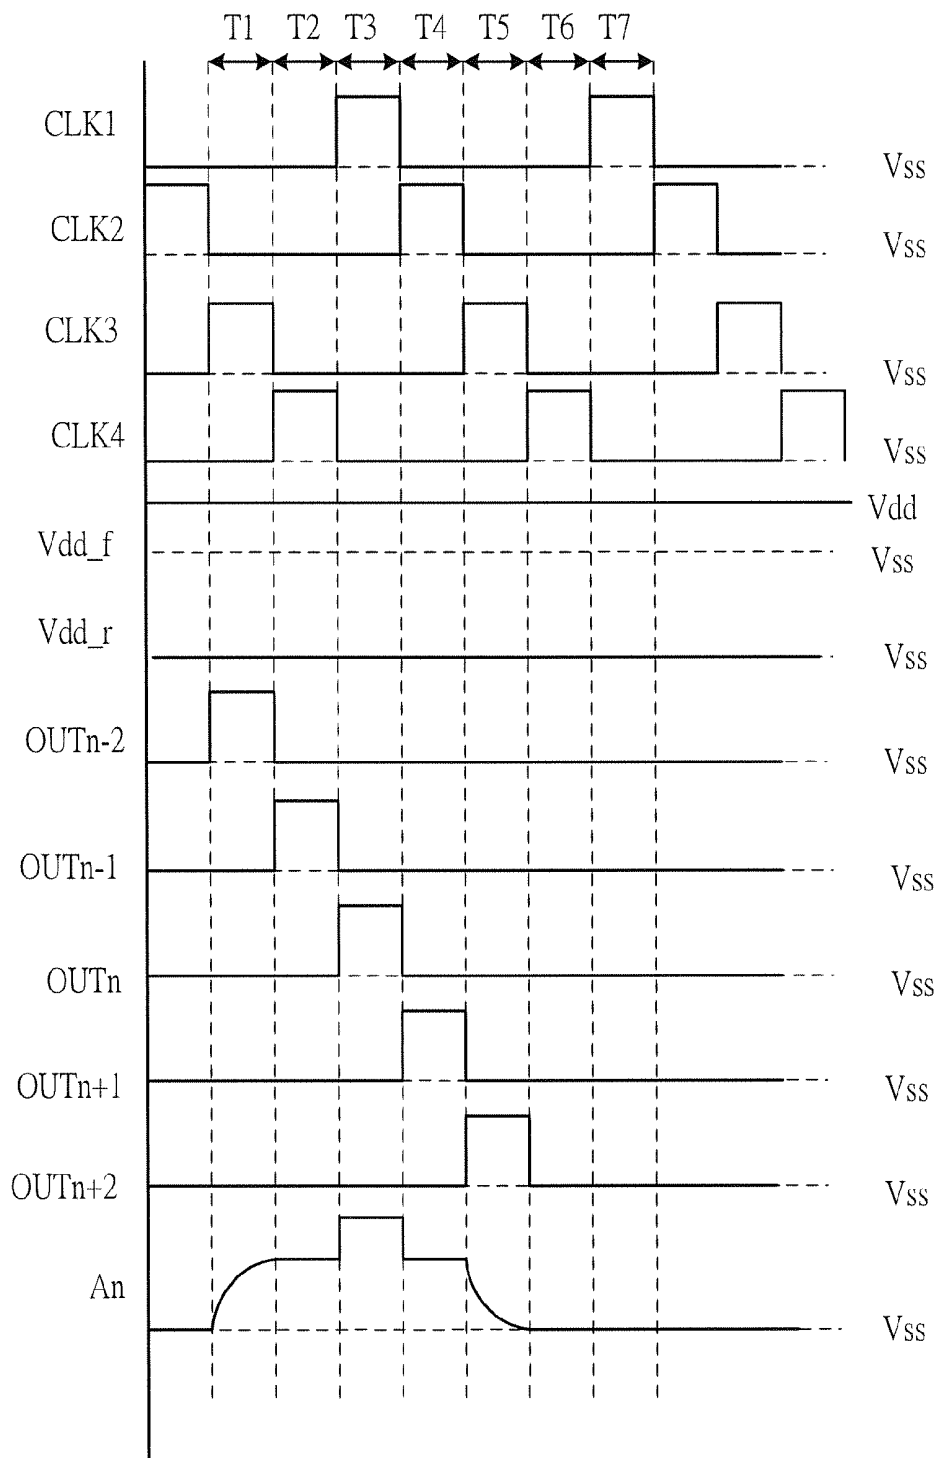 T1 T2 T3 T4 T5 T6 T7
CLK1 Vss
CLK2 Vss
CLK3 Vss
CLK4 Vss
Vdd
Vdd_f Vss
Vdd_r Vss
OUTn-2 Vss
OUTn-1 Vss
OUTn Vss
OUTn+1 Vss
OUTn+2 Vss
An Vss